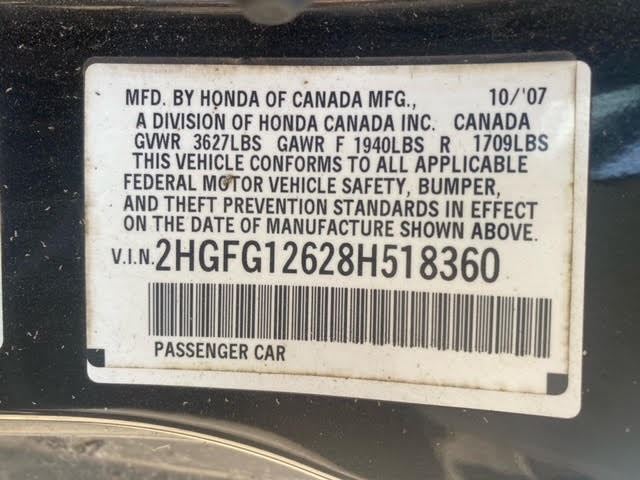 MFD. BY HONDA OF CANADA MFG., 10/'07
A DIVISION OF HONDA CANADA INC. CANADA
GVWR 3627LBS GAWR F 1940LBS R 1709LBS
THIS VEHICLE CONFORMS TO ALL APPLICABLE
FEDERAL MOTOR VEHICLE SAFETY, BUMPER,
AND THEFT PREVENTION STANDARDS IN EFFECT
ON THE DATE OF MANUFACTURE SHOWN ABOVE.
V.I.N. 2HGFG12628H518360
PASSENGER CAR